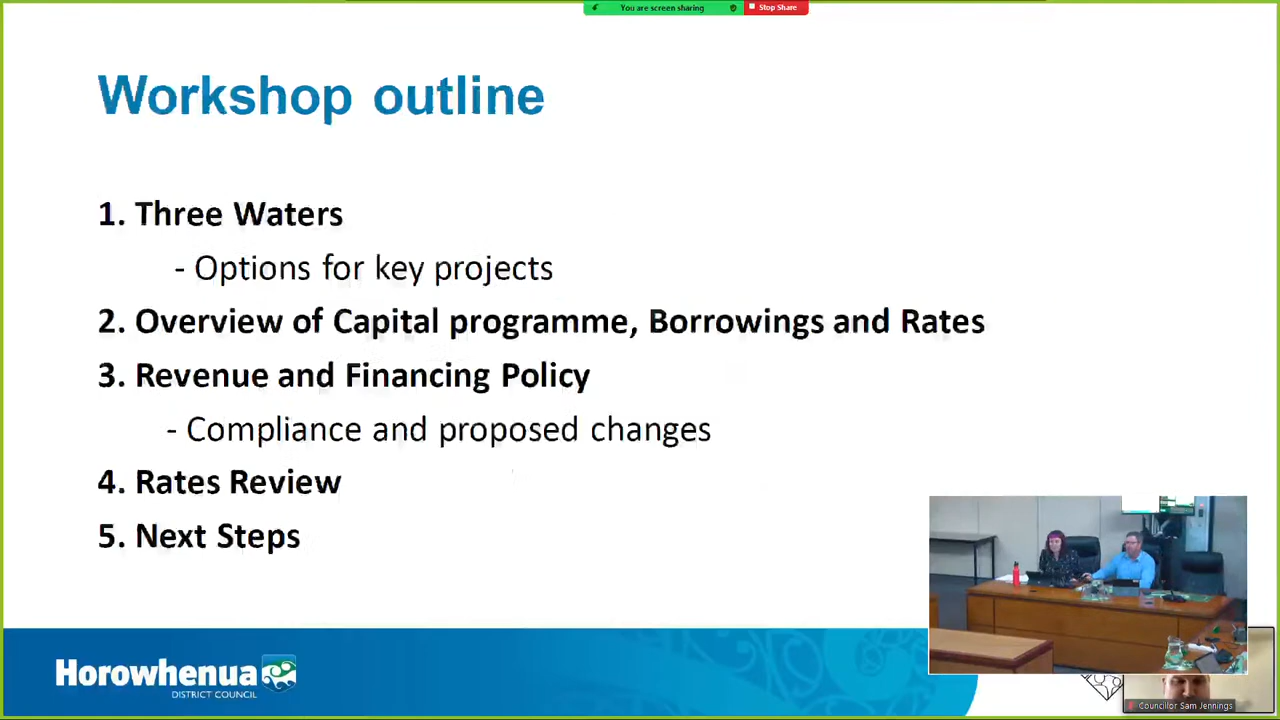 You are screen sharing
Stop Share
Workshop outline
1. Three Waters
- Options for key projects
2. Overview of Capital programme, Borrowings and Rates
3. Revenue and Financing Policy
- Compliance and proposed changes
4. Rates Review
5. Next Steps
Horowhenua
DISTRICT COUNCIL
Councillor Sam Jennings